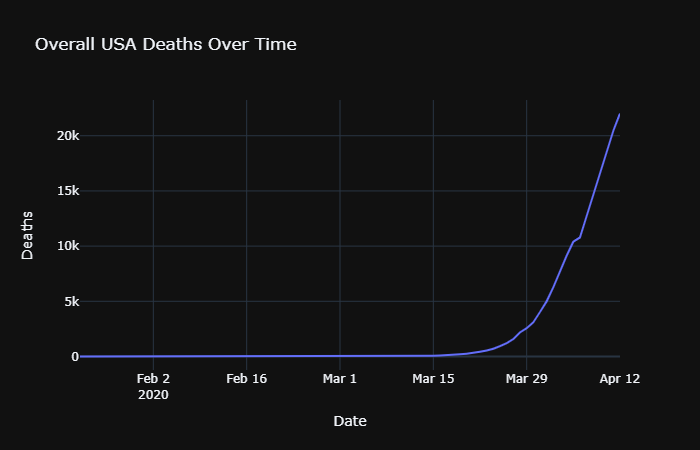 Overall USA Deaths Over Time
Deaths
20k
15k
10k
5k
0
Feb 2 Feb 16 Mar 1 Mar 15 Mar 29 Apr 12
2020
Date